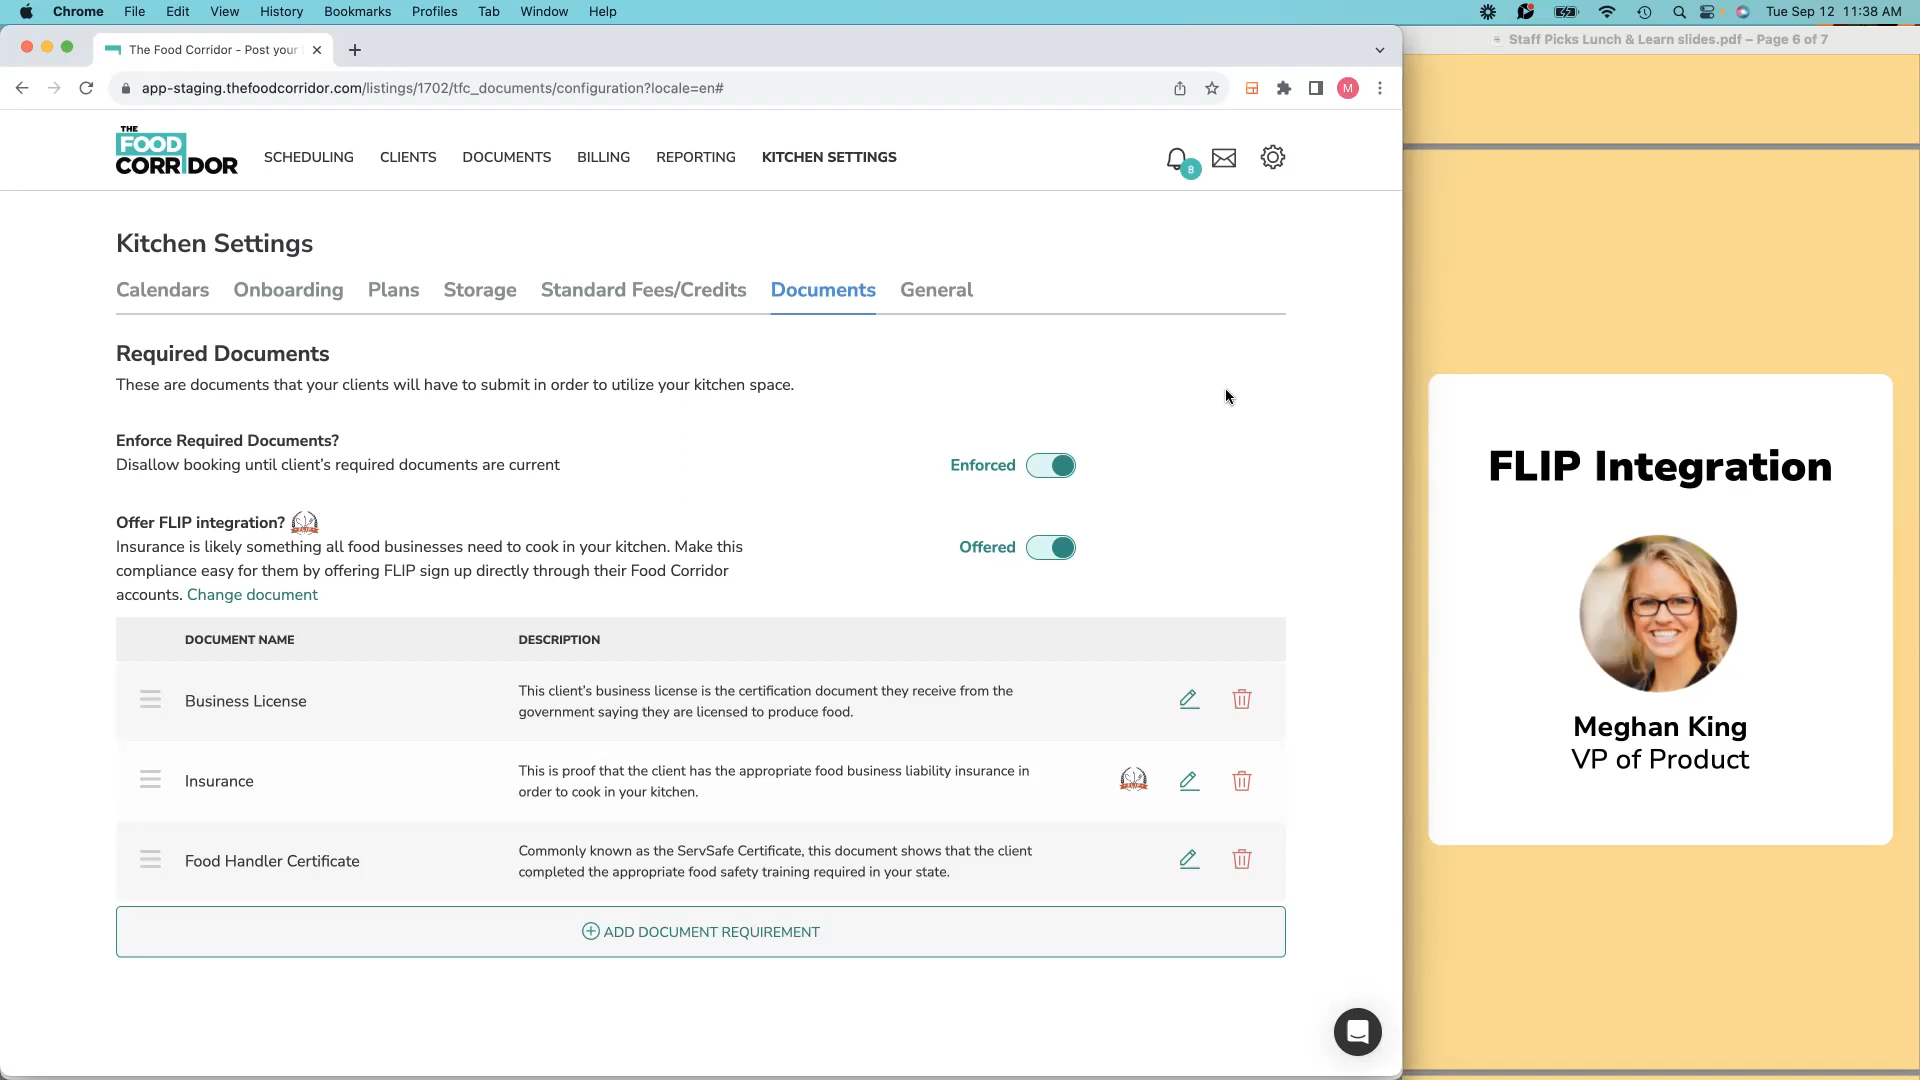 Chrome File Edit View History Bookmarks Profiles Tab Window Help Tue Sep 12 11:38 AM
The Food Corridor - Post your
Staff Picks Lunch & Learn slides.pdf – Page 6 of 7
app-staging.thefoodcorridor.com/listings/1702/tfc_documents/configuration?locale=en#
M
THE
FOOD
CORRIDOR
SCHEDULING CLIENTS DOCUMENTS BILLING REPORTING KITCHEN SETTINGS
8
Kitchen Settings
Calendars Onboarding Plans Storage Standard Fees/Credits Documents General
Required Documents
These are documents that your clients will have to submit in order to utilize your kitchen space.
Enforce Required Documents?
Disallow booking until client's required documents are current
Enforced
Offer FLIP integration?
Insurance is likely something all food businesses need to cook in your kitchen. Make this
compliance easy for them by offering FLIP sign up directly through their Food Corridor
accounts. Change document
Offered
DOCUMENT NAME DESCRIPTION
Business License
This client's business license is the certification document they receive from the
government saying they are licensed to produce food.
Insurance
This is proof that the client has the appropriate food business liability insurance in
order to cook in your kitchen.
Food Handler Certificate
Commonly known as the ServSafe Certificate, this document shows that the client
completed the appropriate food safety training required in your state.
ADD DOCUMENT REQUIREMENT
FLIP Integration
Meghan King
VP of Product